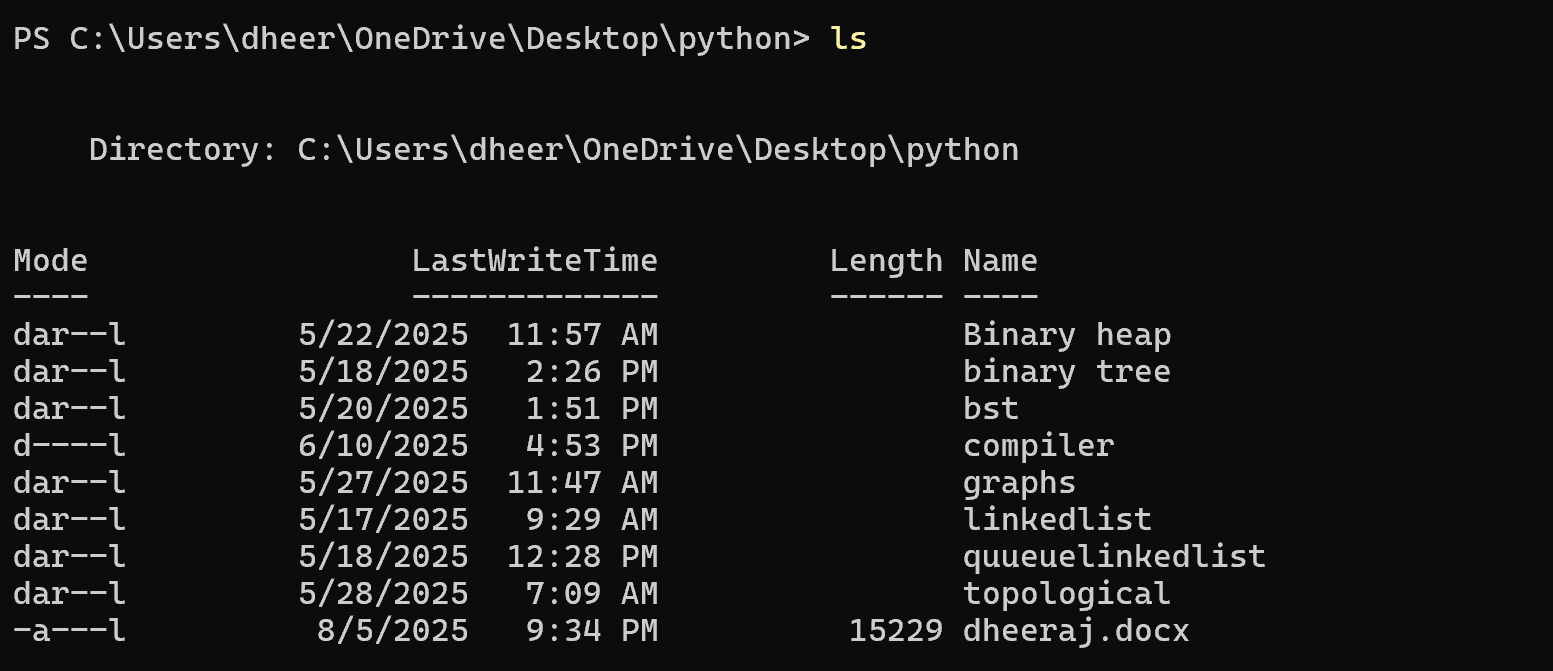 PS C:\Users\dheer\OneDrive\Desktop\python> ls
Directory: C:\Users\dheer\OneDrive\Desktop\python
Mode LastWriteTime Length Name
---- ------------- ------ ----
dar--l 5/22/2025 11:57 AM Binary heap
dar--l 5/18/2025 2:26 PM binary tree
dar--l 5/20/2025 1:51 PM bst
d----l 6/10/2025 4:53 PM compiler
dar--l 5/27/2025 11:47 AM graphs
dar--l 5/17/2025 9:29 AM linkedlist
dar--l 5/18/2025 12:28 PM quueuelinkedlist
dar--l 5/28/2025 7:09 AM topological
-a---l 8/5/2025 9:34 PM 15229 dheeraj.docx